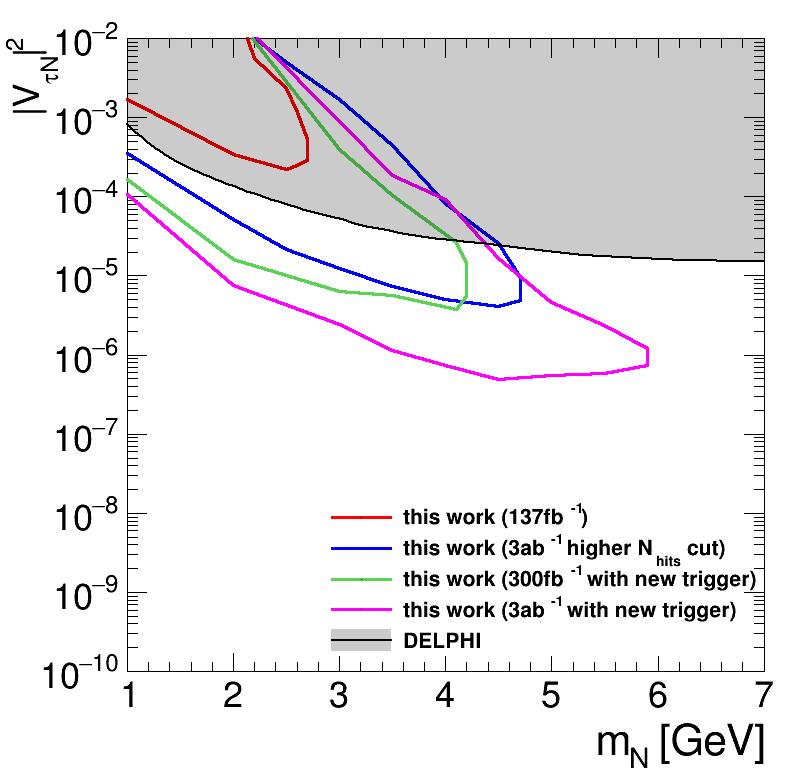 |V_τN|²
10⁻²
10⁻³
10⁻⁴
10⁻⁵
10⁻⁶
10⁻⁷
10⁻⁸
10⁻⁹
10⁻¹⁰
this work (137fb⁻¹)
this work (3ab⁻¹ higher N_hits cut)
this work (300fb⁻¹ with new trigger)
this work (3ab⁻¹ with new trigger)
DELPHI
1 2 3 4 5 6 7
m_N [GeV]